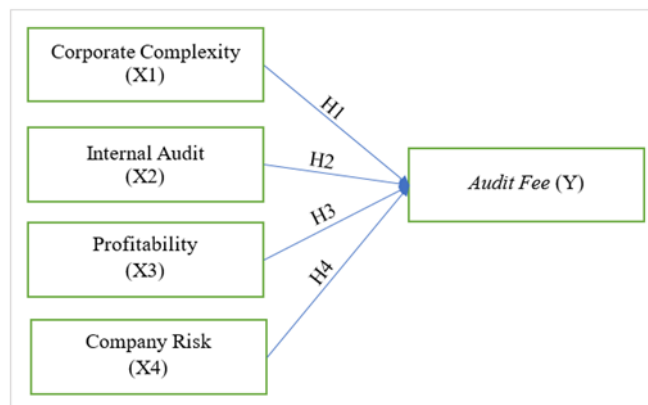 Corporate Complexity
(X1)
H1
Internal Audit
(X2)
H2
Audit Fee (Y)
Profitability
(X3)
H3
Company Risk
(X4)
H4